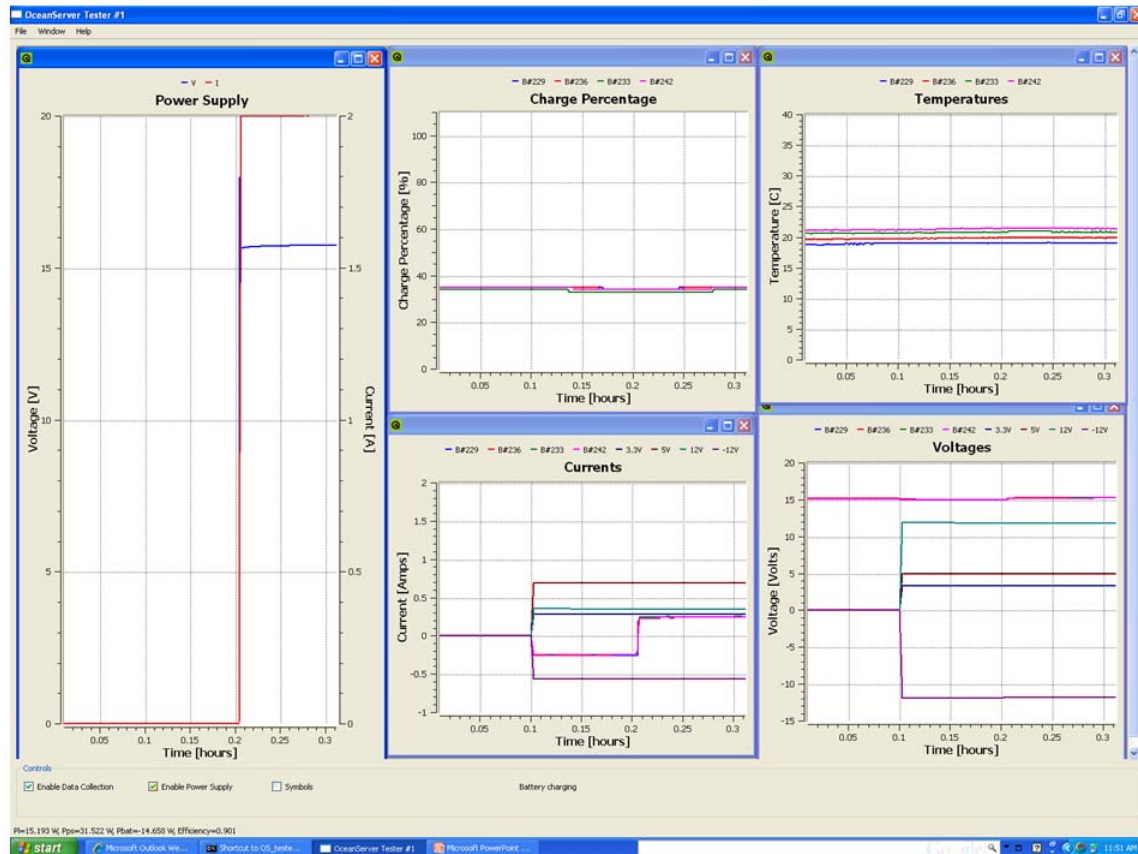 OceanServer Tester #1
File Window Help
V I
Power Supply
20
15
10
5
0
Voltage [V]
2
1.5
1
0.5
0
Current [A]
0.05 0.1 0.15 0.2 0.25 0.3
Time [hours]
B#229 B#236 B#233 B#242
Charge Percentage
100
80
60
40
20
0
Charge Percentage [%]
0.05 0.1 0.15 0.2 0.25 0.3
Time [hours]
B#229 B#236 B#233 B#242
Temperatures
40
35
30
25
20
15
10
5
0
Temperature [C]
0.05 0.1 0.15 0.2 0.25 0.3
Time [hours]
B#229 B#236 B#233 B#242 3.3V 5V 12V -12V
Currents
2
1.5
1
0.5
0
-0.5
-1
Current [Amps]
0.05 0.1 0.15 0.2 0.25 0.3
Time [hours]
B#229 B#236 B#233 B#242 3.3V 5V 12V -12V
Voltages
20
15
10
5
0
-5
-10
-15
Voltage [Volts]
0.05 0.1 0.15 0.2 0.25 0.3
Time [hours]
Controls
Enable Data Collection Enable Power Supply Symbols Battery charging
Pl=15.193 W, Pps=31.522 W, Pbat=-14.658 W, Efficiency=0.901
start Microsoft Outlook We... Shortcut to OS_teste... OceanServer Tester #1 Microsoft PowerPoint ... 11:51 AM